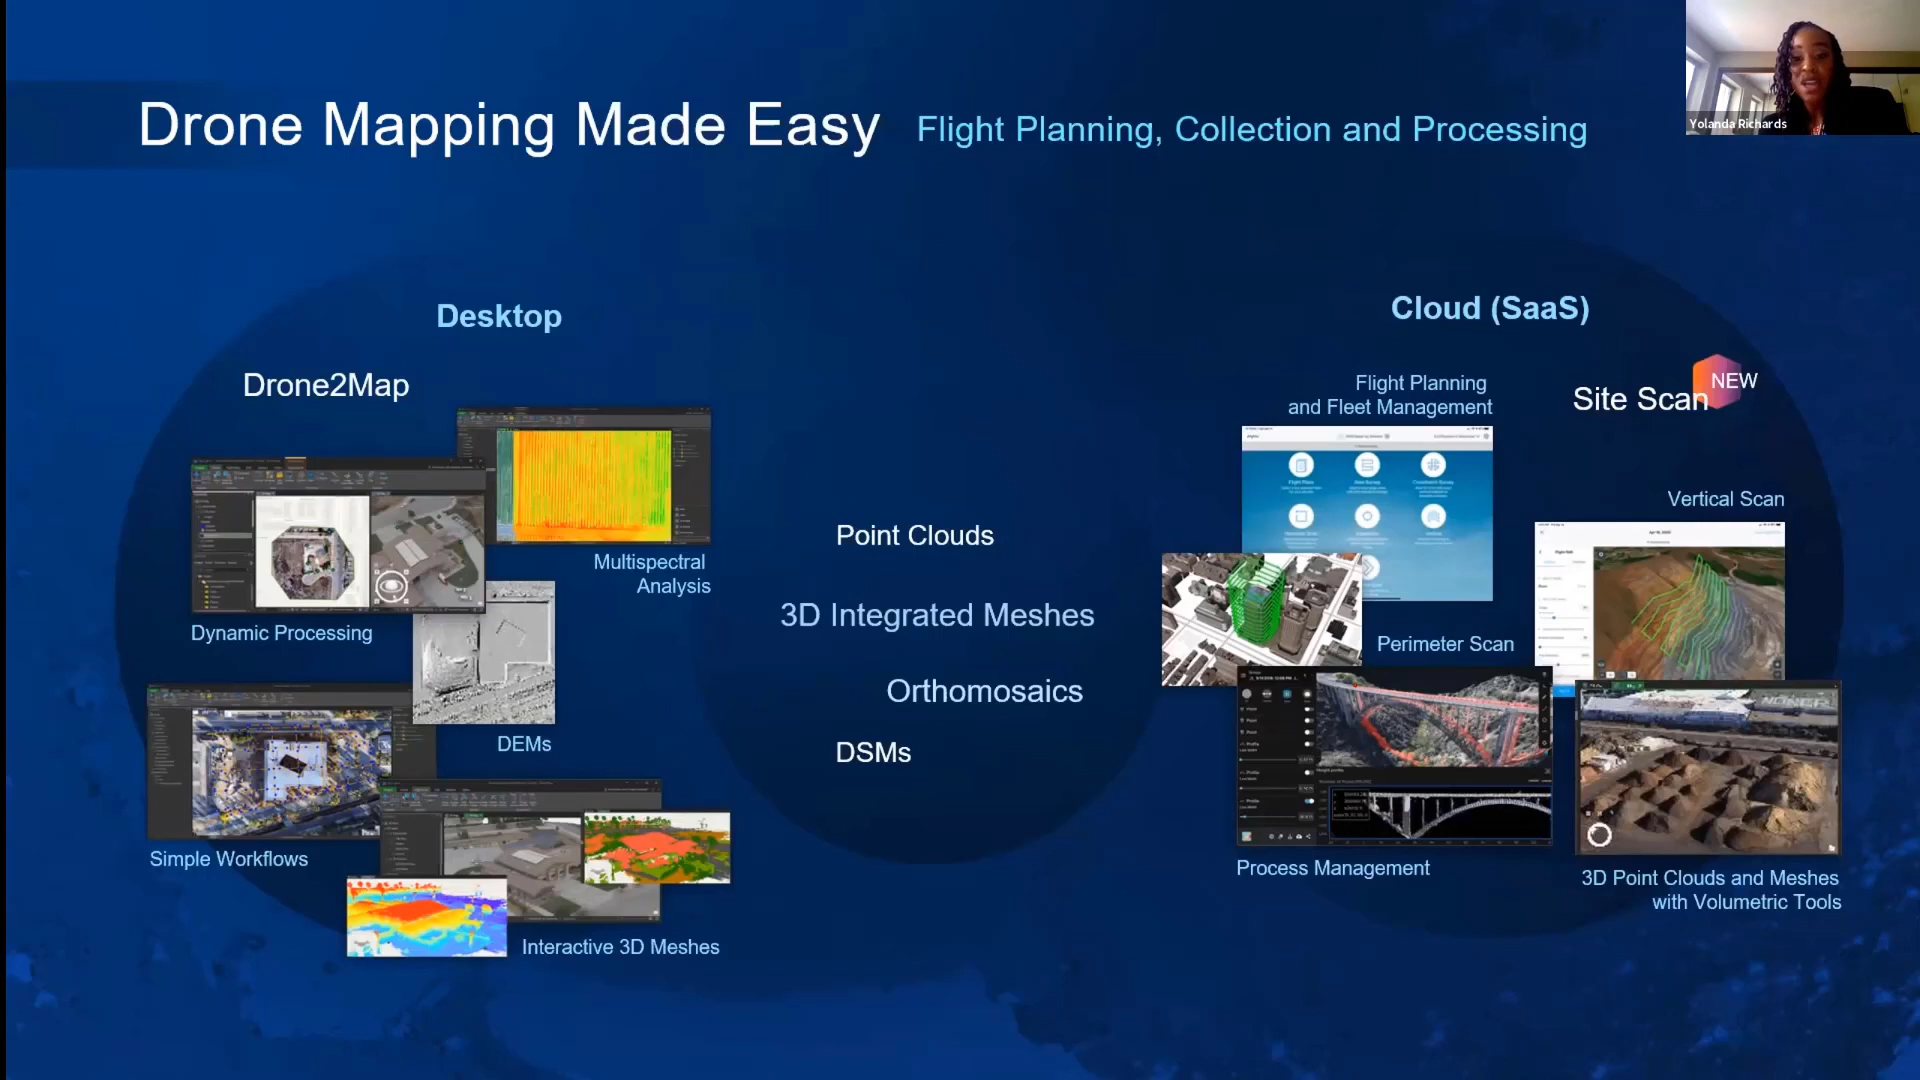 Drone Mapping Made Easy
Flight Planning, Collection and Processing
Yolanda Richards
Desktop
Drone2Map
Multispectral
Analysis
Dynamic Processing
DEMs
Simple Workflows
Interactive 3D Meshes
Point Clouds
3D Integrated Meshes
Orthomosaics
DSMs
Cloud (SaaS)
Flight Planning
and Fleet Management
Site Scan
NEW
Vertical Scan
Perimeter Scan
Process Management
3D Point Clouds and Meshes
with Volumetric Tools